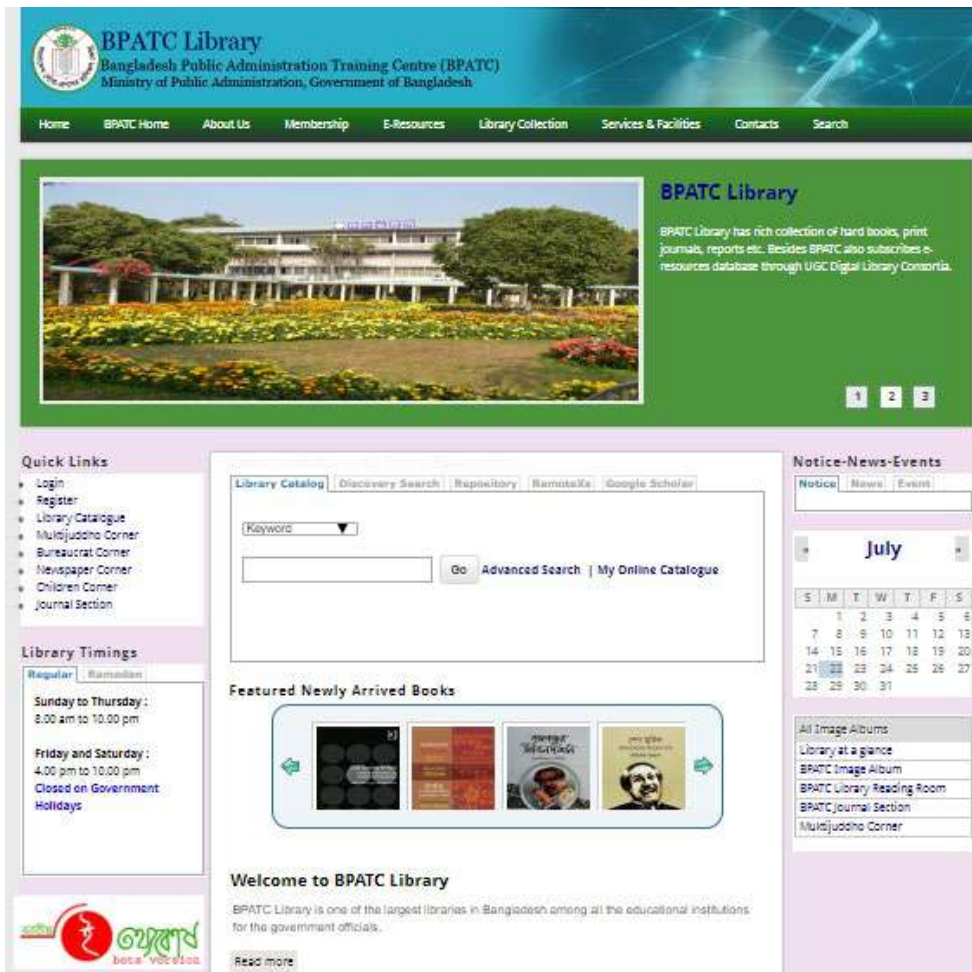 BPATC Library
Bangladesh Public Administration Training Centre (BPATC)
Ministry of Public Administration, Government of Bangladesh
Home BPATC Home About Us Membership E-Resources Library Collection Services & Facilities Contacts Search
BPATC Library
BPATC Library has rich collection of hard books, print
journals, reports etc. Besides BPATC also subscribes e-
resources database through UGC Digital Library Consortia.
1 2 3
Quick Links
Login
Register
Library Catalogue
Muktijuddho Corner
Bureaucrat Corner
Newspaper Corner
Children Corner
Journal Section
Library Timings
Regular Ramadan
Sunday to Thursday :
8.00 am to 10.00 pm
Friday and Saturday :
4.00 pm to 10.00 pm
Closed on Government
Holidays
beta version
Library Catalog Discovery Search Repository RemoteXs Google Scholar
Keyword
Go Advanced Search | My Online Catalogue
Featured Newly Arrived Books
Welcome to BPATC Library
BPATC Library is one of the largest libraries in Bangladesh among all the educational institutions
for the government officials.
Read more
Notice-News-Events
Notice News Event
« July »
S M T W T F S
1 2 3 4 5 6
7 8 9 10 11 12 13
14 15 16 17 18 19 20
21 22 23 24 25 26 27
28 29 30 31
All Image Albums
Library at a glance
BPATC Image Album
BPATC Library Reading Room
BPATC Journal Section
Muktijuddho Corner